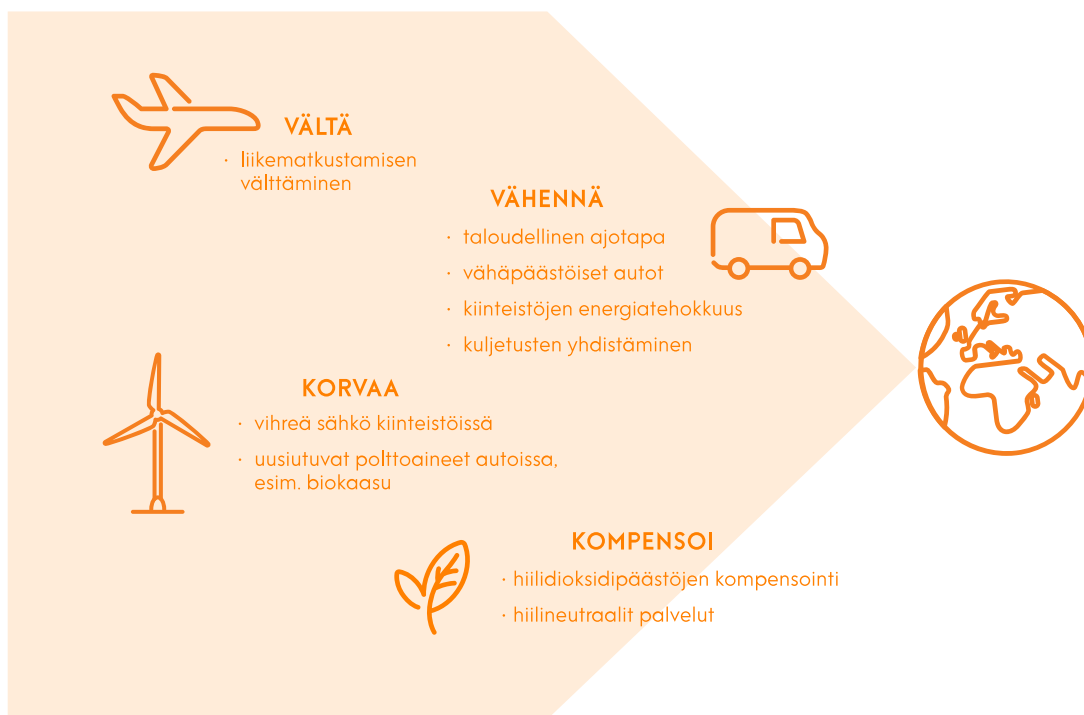 VÄLTÄ
· liikematkustamisen
välttäminen
VÄHENNÄ
· taloudellinen ajotapa
· vähäpäästöiset autot
· kiinteistöjen energiatehokkuus
· kuljetusten yhdistäminen
KORVAA
· vihreä sähkö kiinteistöissä
· uusiutuvat polttoaineet autoissa,
esim. biokaasu
KOMPENSOI
· hiilidioksidipäästöjen kompensointi
· hiilineutraalit palvelut